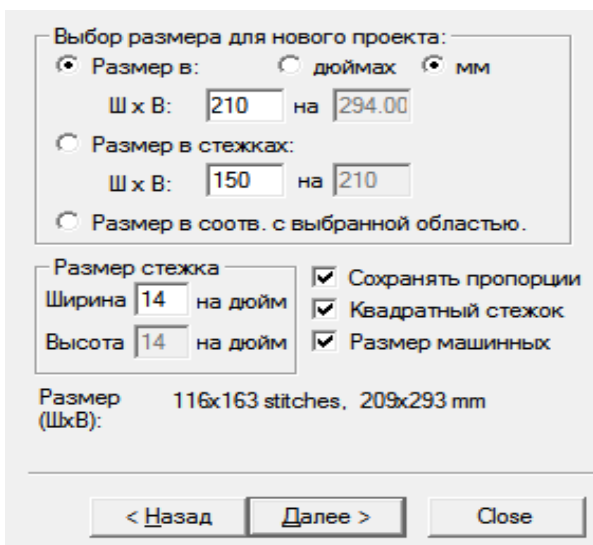 Выбор размера для нового проекта:
Размер в: дюймах мм
Ш х В: 210 на 294.00
Размер в стежках:
Ш х В: 150 на 210
Размер в соотв. с выбранной областью.
Размер стежка
Ширина 14 на дюйм
Высота 14 на дюйм
Сохранять пропорции
Квадратный стежок
Размер машинных
Размер (ШхВ): 116x163 stitches, 209x293 mm
< Назад Далее > Close